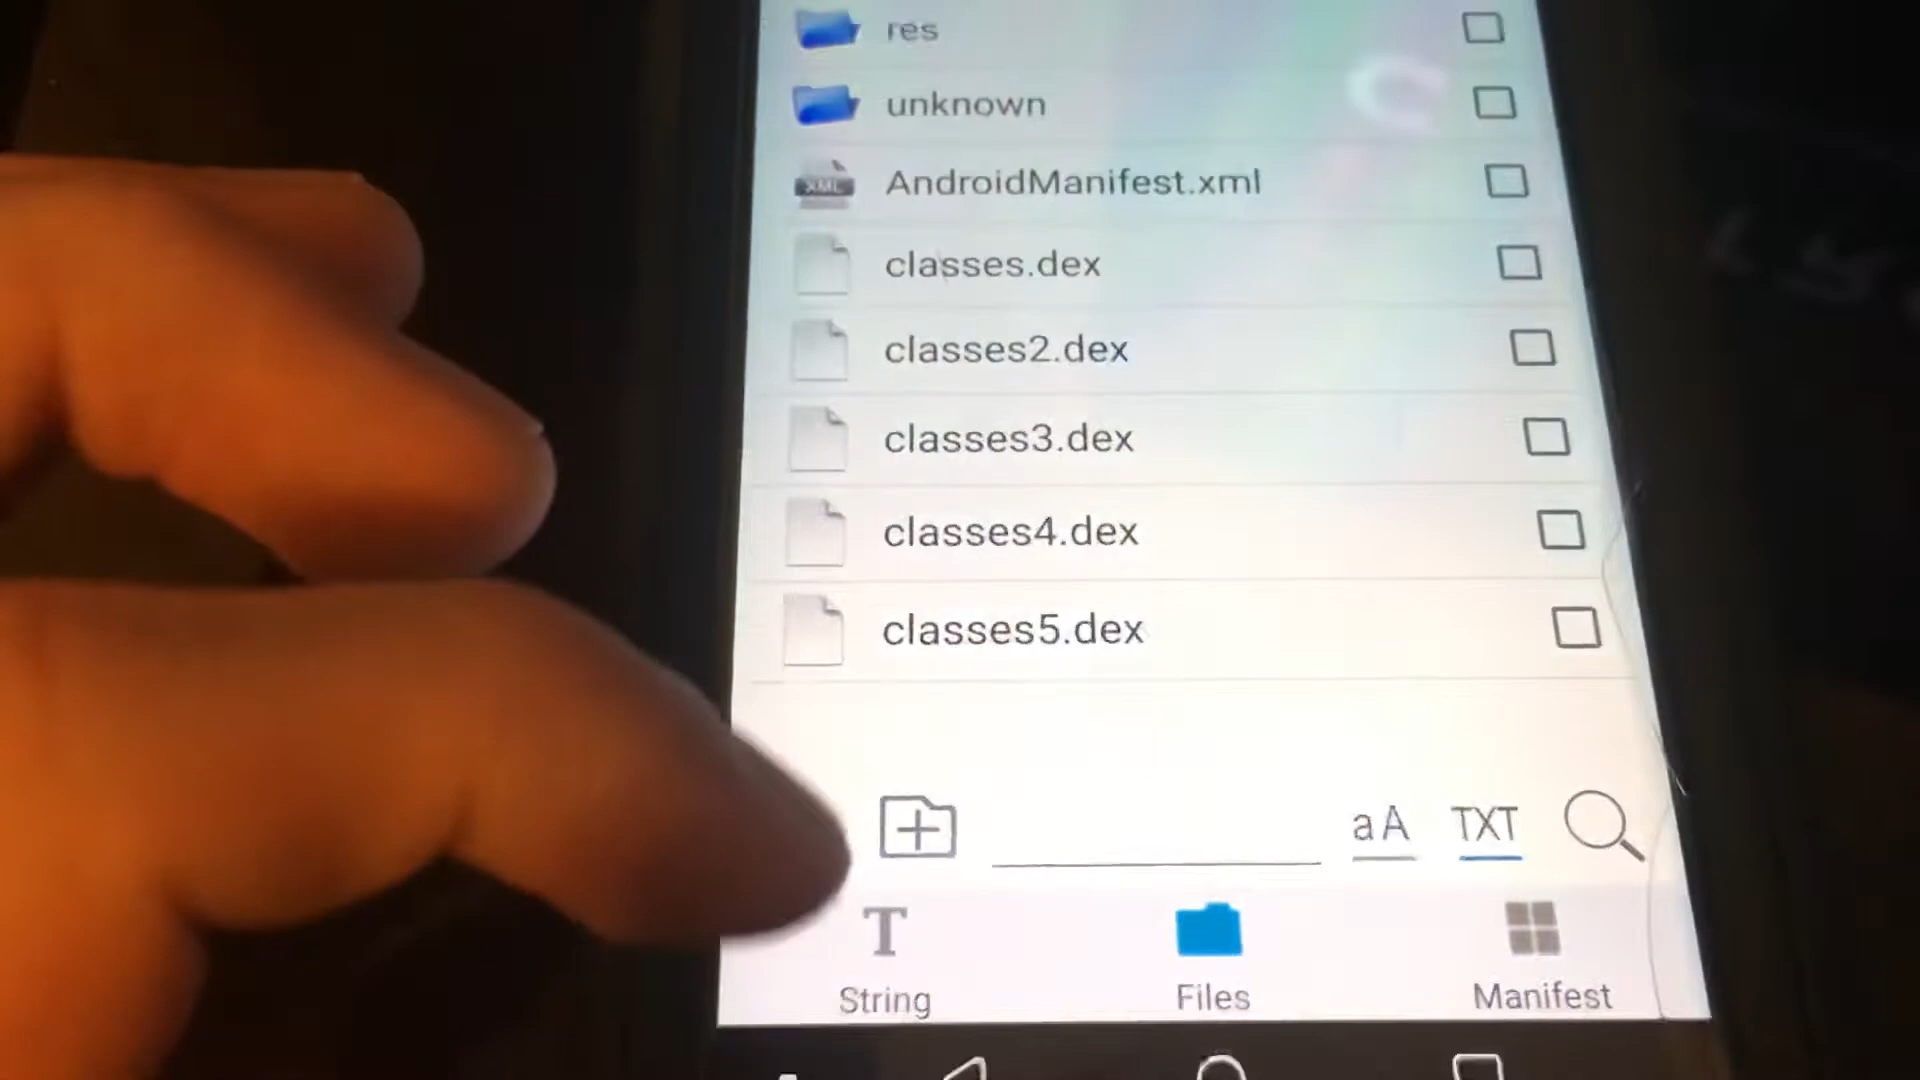 res
unknown
XML
AndroidManifest.xml
classes.dex
classes2.dex
classes3.dex
classes4.dex
classes5.dex
aA TXT
T
String
Files
Manifest